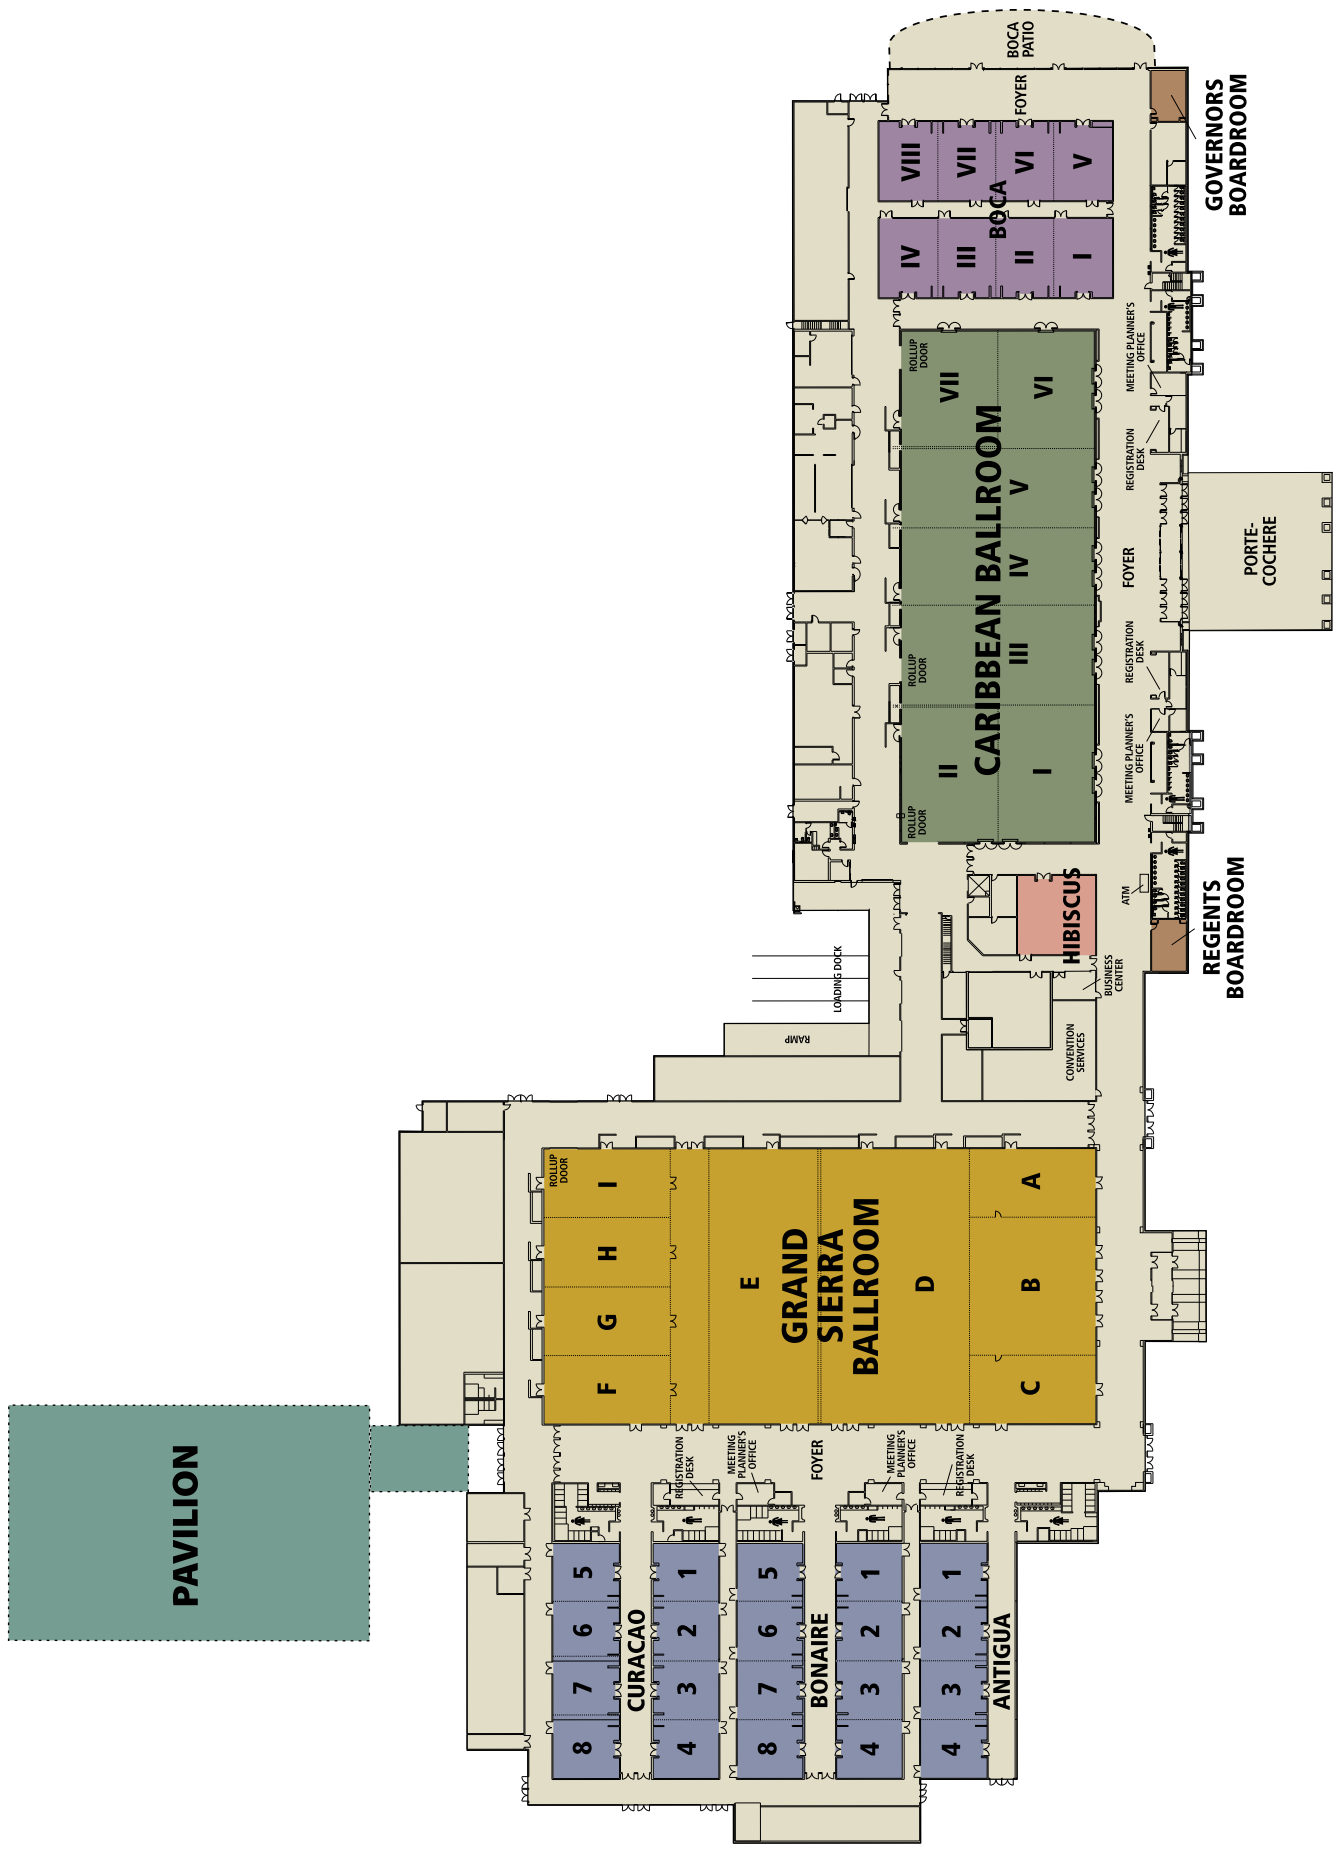 BOCA
PATIO
FOYER
GOVERNORS
BOARDROOM
VIII
VII
VI
V
BOCA
IV
III
II
I
MEETING PLANNER'S
OFFICE
REGISTRATION
DESK
ROLLUP
DOOR
VII
VI
V
IV
III
II
I
CARIBBEAN BALLROOM
ROLLUP
DOOR
ROLLUP
DOOR
FOYER
PORTE-
COCHERE
REGISTRATION
DESK
MEETING PLANNER'S
OFFICE
ATM
HIBISCUS
REGENTS
BOARDROOM
BUSINESS
CENTER
LOADING DOCK
RAMP
CONVENTION
SERVICES
ROLLUP
DOOR
I
H
G
F
E
GRAND
SIERRA
BALLROOM
D
A
B
C
PAVILION
FOYER
REGISTRATION
DESK
MEETING
PLANNER'S
OFFICE
MEETING
PLANNER'S
OFFICE
REGISTRATION
DESK
5
6
7
8
CURACAO
1
2
3
4
5
6
7
8
BONAIRE
1
2
3
4
1
2
3
4
ANTIGUA